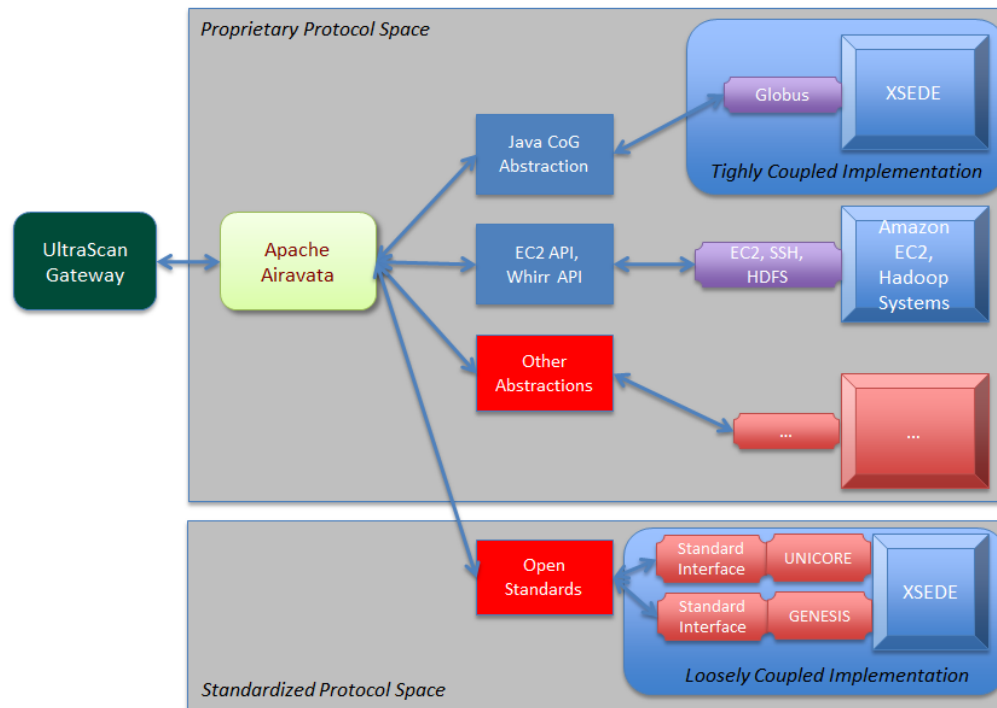 Proprietary Protocol Space
Globus
XSEDE
Java CoG
Abstraction
Tighly Coupled Implementation
UltraScan
Gateway
Apache
Airavata
EC2 API,
Whirr API
EC2, SSH,
HDFS
Amazon
EC2,
Hadoop
Systems
Other
Abstractions
...
...
Open
Standards
Standard
Interface
UNICORE
Standard
Interface
GENESIS
XSEDE
Loosely Coupled Implementation
Standardized Protocol Space